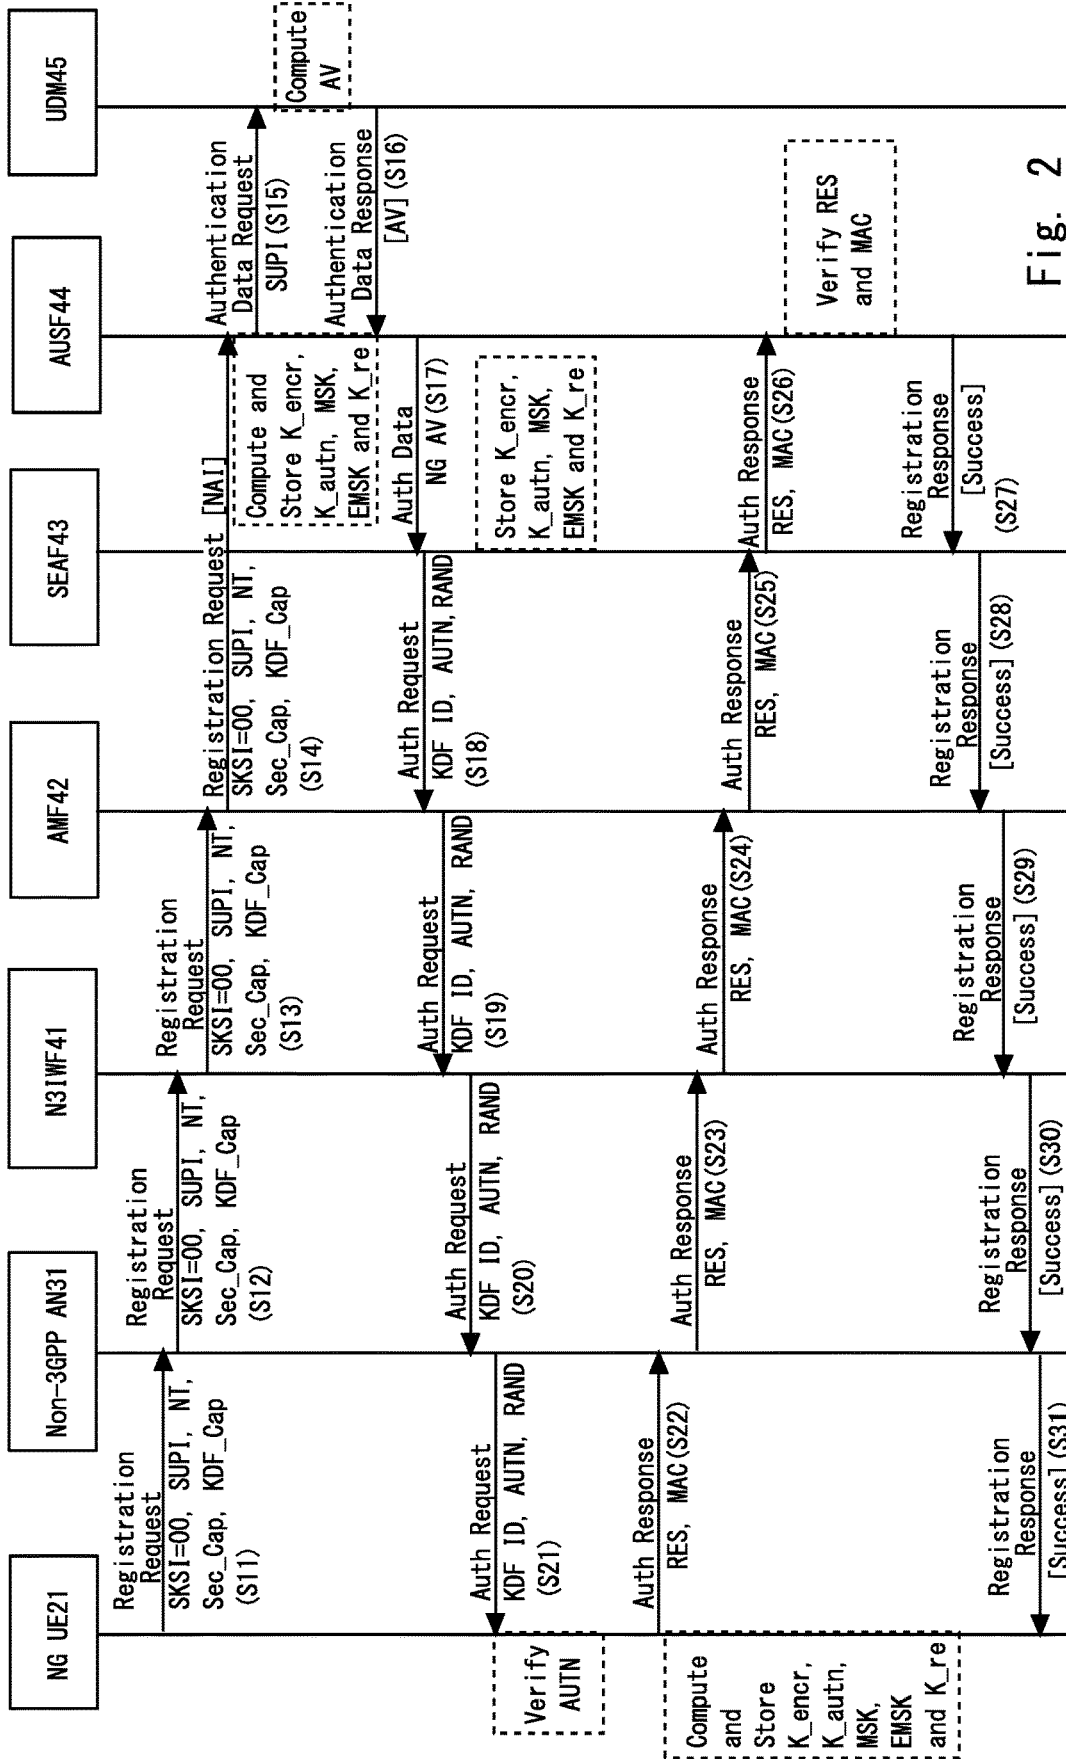 NG UE21
Non-3GPP AN31
N3IWF41
AMF42
SEAF43
AUSF44
UDM45
Registration
Request
SKSI=00, SUPI, NT,
Sec_Cap, KDF_Cap
(S11)
Registration
Request
SKSI=00, SUPI, NT,
Sec_Cap, KDF_Cap
(S12)
Registration
Request
SKSI=00, SUPI, NT,
Sec_Cap, KDF_Cap
(S13)
Registration Request [NAI]
SKSI=00, SUPI, NT,
Sec_Cap, KDF_Cap
(S14)
Authentication
Data Request
SUPI(S15)
Compute
AV
Authentication
Data Response
[AV](S16)
Compute and
Store K_encr,
K_autn, MSK,
EMSK and K_re
Auth Data
NG AV(S17)
Store K_encr,
K_autn, MSK,
EMSK and K_re
Auth Request
KDF ID, AUTN,RAND
(S18)
Auth Request
KDF ID, AUTN, RAND
(S19)
Auth Request
KDF ID, AUTN, RAND
(S20)
Auth Request
KDF ID, AUTN, RAND
(S21)
Verify
AUTN
Compute
and
Store
K_encr,
K_autn,
MSK,
EMSK
and K_re
Auth Response
RES, MAC(S22)
Auth Response
RES, MAC(S23)
Auth Response
RES, MAC(S24)
Auth Response
RES, MAC(S25)
Auth Response
RES, MAC(S26)
Verify RES
and MAC
Registration
Response
[Success]
(S27)
Registration
Response
[Success](S28)
Registration
Response
[Success](S29)
Registration
Response
[Success](S30)
Registration
Response
[Success](S31)
Fig. 2